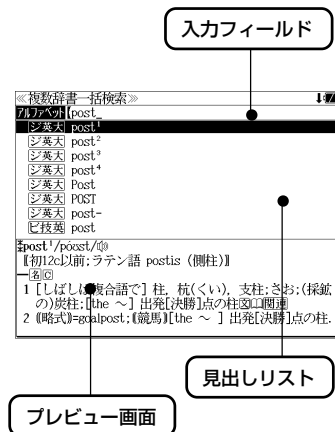 入力フィールド
≪複数辞書一括検索≫
アルファベット[post_
ジ英大 post¹
ジ英大 post²
ジ英大 post³
ジ英大 post⁴
ジ英大 Post
ジ英大 POST
ジ英大 post-
ビ技英 post
post¹/póʊst/
〖初12c以前;ラテン語 postis (側柱)〗
━名C
1 [しばしば複合語で] 柱, 杭(くい), 支柱;さお;(採鉱
の)炭柱;[the ～] 出発[決勝]点の柱図関連
2 ⟪略式⟫=goalpost;⟪競馬⟫[the ～ ] 出発[決勝]点の柱.
見出しリスト
プレビュー画面